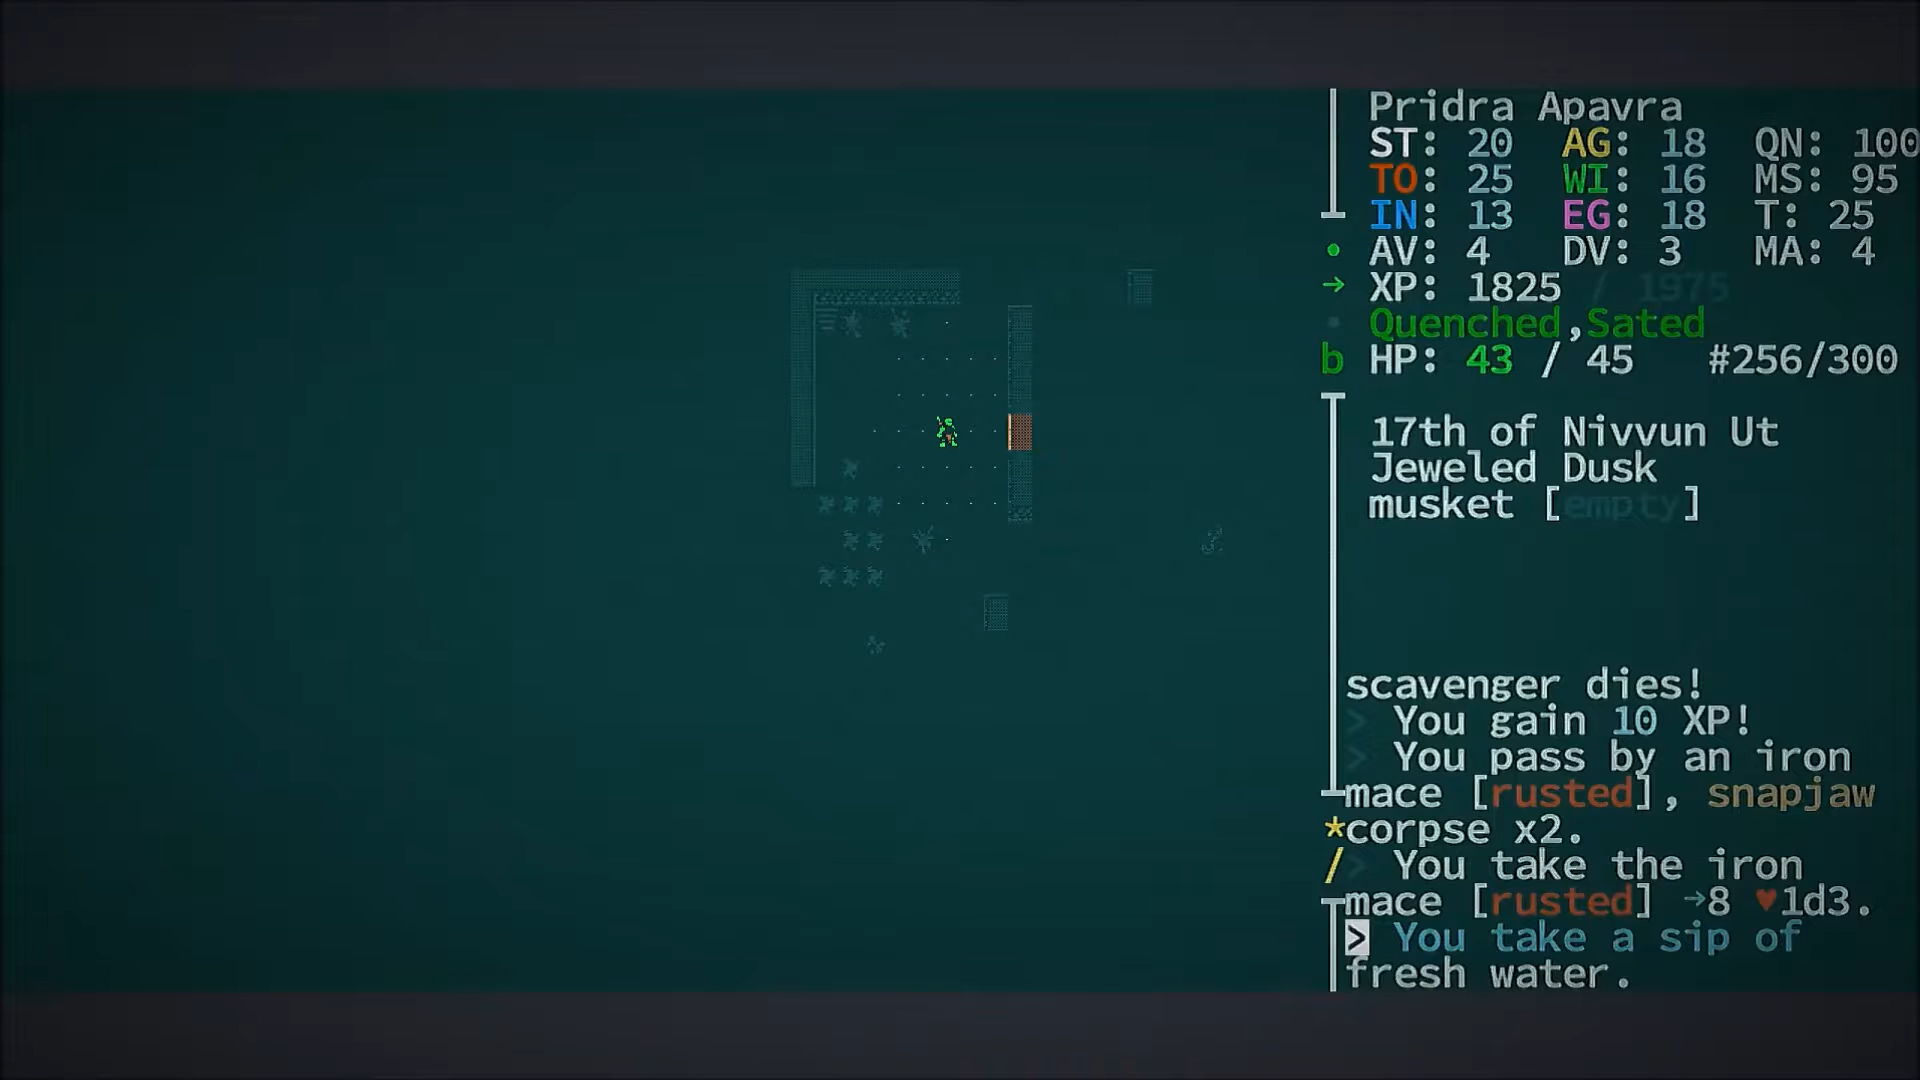 Pridra Apavra
ST: 20 AG: 18 QN: 100
TO: 25 WI: 16 MS: 95
IN: 13 EG: 18 T: 25
AV: 4 DV: 3 MA: 4
→ XP: 1825 / 1975
Quenched,Sated
b HP: 43 / 45 #256/300
17th of Nivvun Ut
Jeweled Dusk
musket [empty]
scavenger dies!
> You gain 10 XP!
> You pass by an iron
mace [rusted], snapjaw
*corpse x2.
/> You take the iron
mace [rusted] →8 ♥1d3.
> You take a sip of
fresh water.